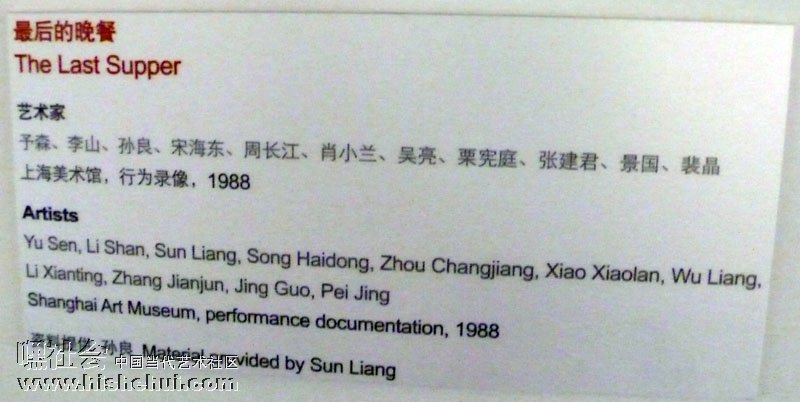 最后的晚餐
The Last Supper
艺术家
予森、李山、孙良、宋海东、周长江、肖小兰、吴亮、栗宪庭、张建君、景国、裴晶
上海美术馆，行为录像，1988
Artists
Yu Sen, Li Shan, Sun Liang, Song Haidong, Zhou Changjiang, Xiao Xiaolan, Wu Liang,
Li Xianting, Zhang Jianjun, Jing Guo, Pei Jing
Shanghai Art Museum, performance documentation, 1988
孙良 Material provided by Sun Liang
嘿社会 中国当代艺术社区
www.hishehui.com